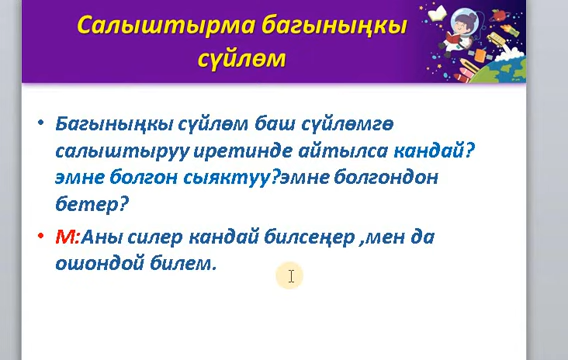 Салыштырма багыныңкы
сүйлөм
• Багыныңкы сүйлөм баш сүйлөмгө
салыштыруу иретинде айтылса кандай?
эмне болгон сыяктуу?эмне болгондон
бетер?
• М:Аны силер кандай билсеңер ,мен да
ошондой билем.